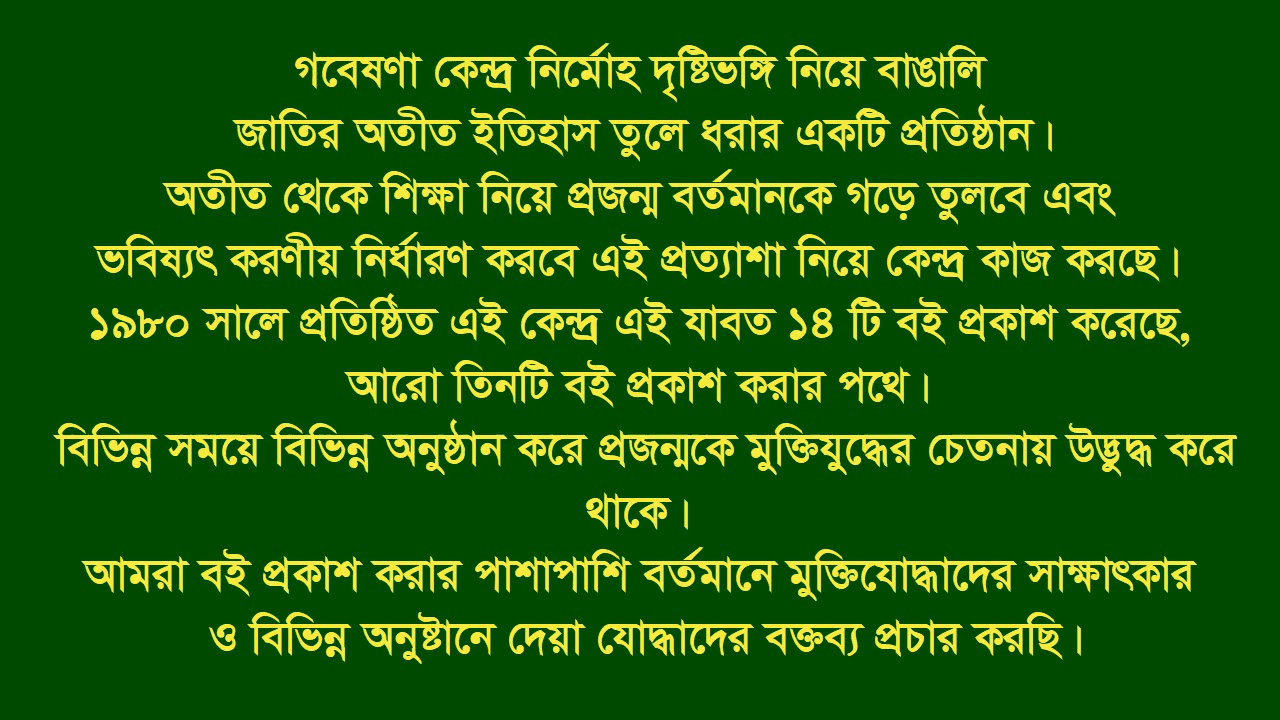 গবেষণা কেন্দ্র নির্মোহ দৃষ্টিভঙ্গি নিয়ে বাঙালি
জাতির অতীত ইতিহাস তুলে ধরার একটি প্রতিষ্ঠান।
অতীত থেকে শিক্ষা নিয়ে প্রজন্ম বর্তমানকে গড়ে তুলবে এবং
ভবিষ্যৎ করণীয় নির্ধারণ করবে এই প্রত্যাশা নিয়ে কেন্দ্র কাজ করছে।
১৯৮০ সালে প্রতিষ্ঠিত এই কেন্দ্র এই যাবত ১৪ টি বই প্রকাশ করেছে,
আরো তিনটি বই প্রকাশ করার পথে।
বিভিন্ন সময়ে বিভিন্ন অনুষ্ঠান করে প্রজন্মকে মুক্তিযুদ্ধের চেতনায় উদ্ভুদ্ধ করে
থাকে।
আমরা বই প্রকাশ করার পাশাপাশি বর্তমানে মুক্তিযোদ্ধাদের সাক্ষাৎকার
ও বিভিন্ন অনুষ্টানে দেয়া যোদ্ধাদের বক্তব্য প্রচার করছি।